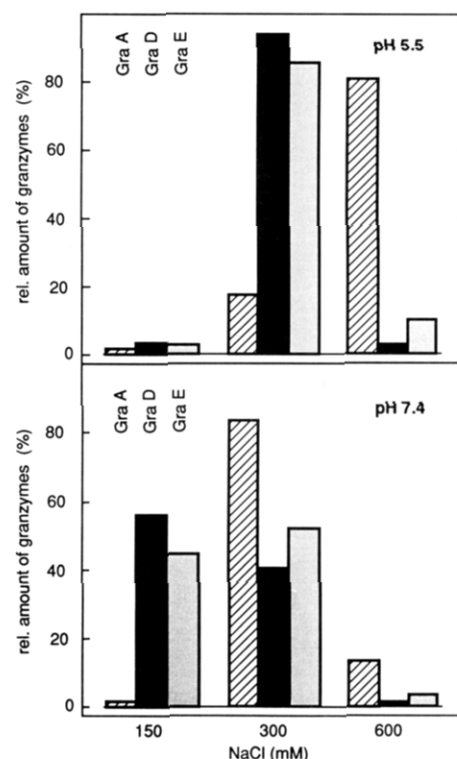 Gra A
Gra D
Gra E
pH 5.5
rel. amount of granzymes (%)
80
60
40
20
0
Gra A
Gra D
Gra E
pH 7.4
rel. amount of granzymes (%)
80
60
40
20
0
150 300 600
NaCl (mM)